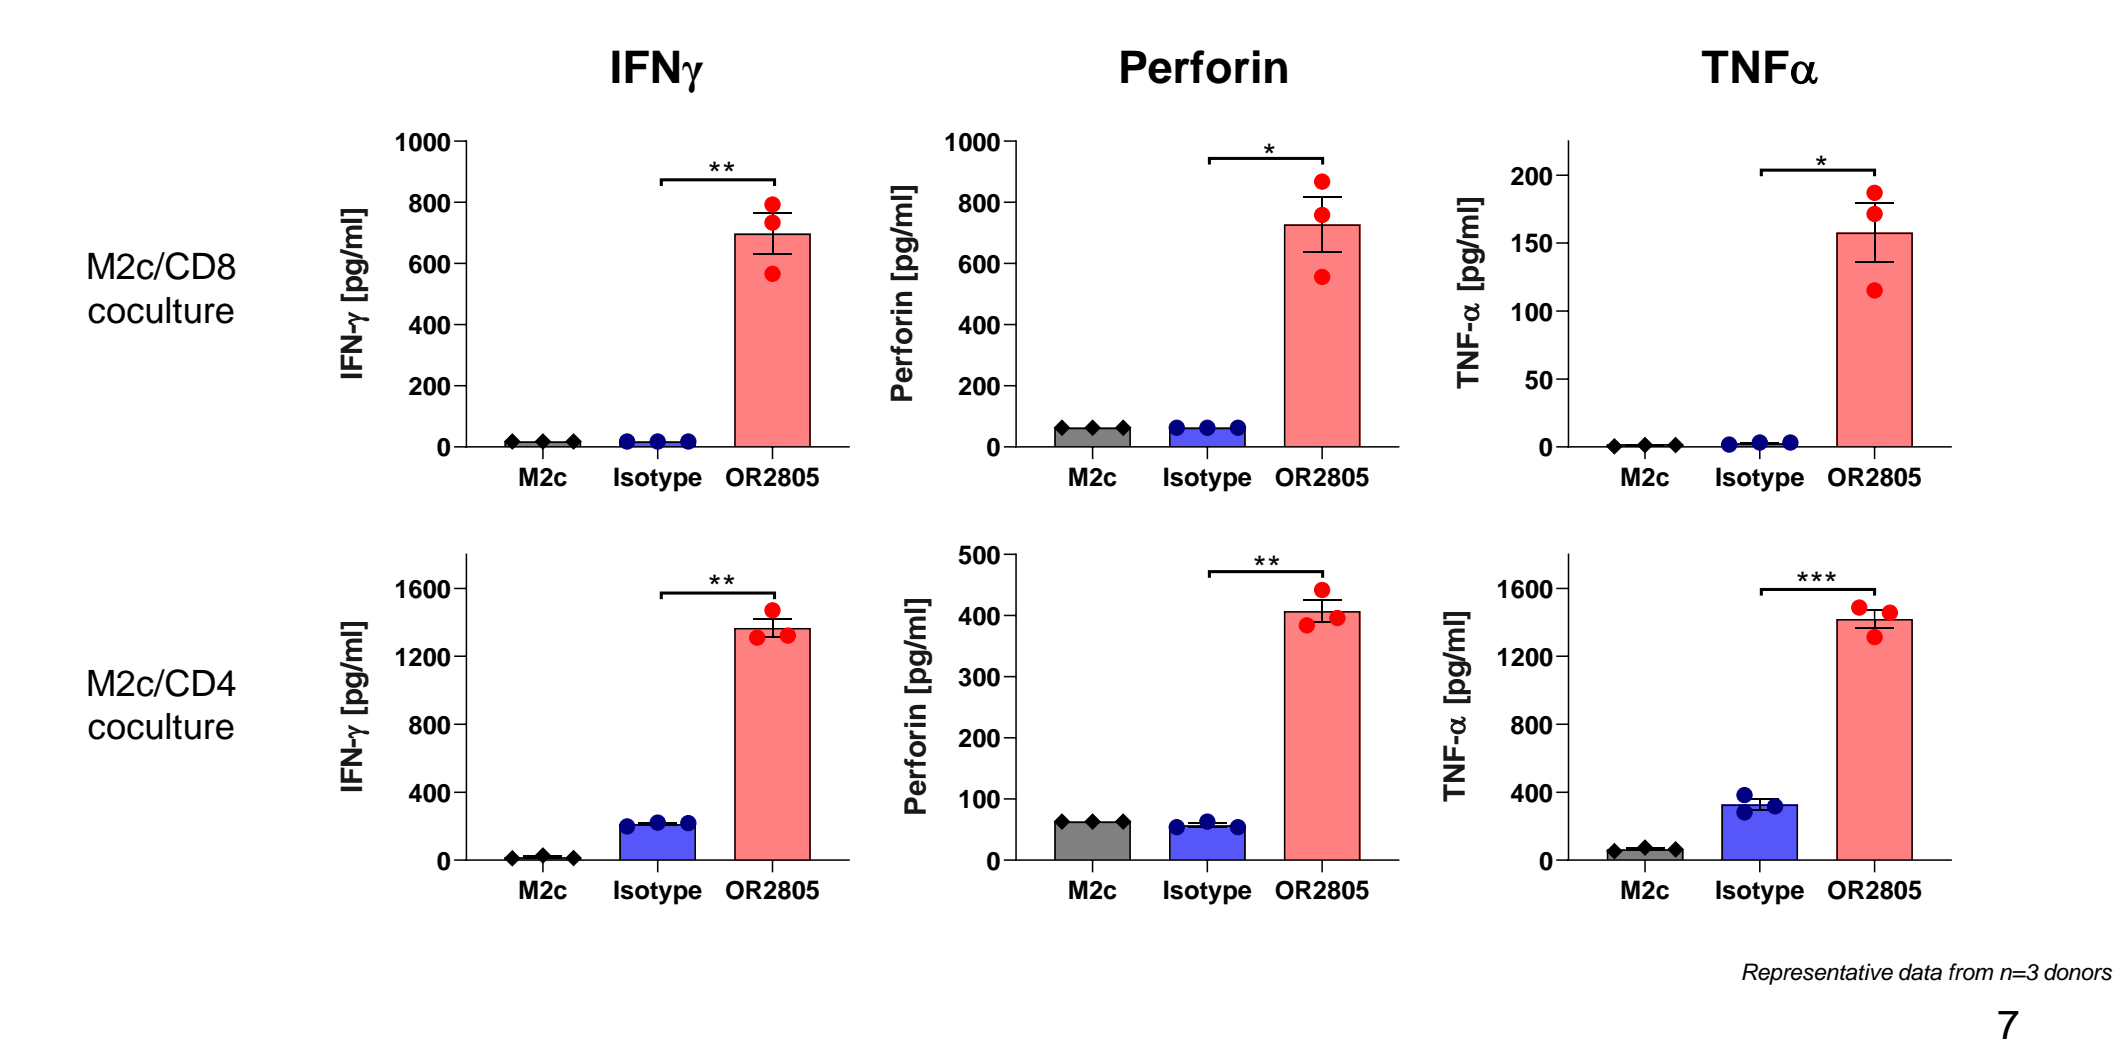 IFNγ
Perforin
TNFα
M2c/CD8
coculture
IFN-γ [pg/ml]
1000
800
600
400
200
0
**
M2c Isotype OR2805
Perforin [pg/ml]
1000
800
600
400
200
0
*
M2c Isotype OR2805
TNF-α [pg/ml]
200
150
100
50
0
*
M2c Isotype OR2805
M2c/CD4
coculture
IFN-γ [pg/ml]
1600
1200
800
400
0
**
M2c Isotype OR2805
Perforin [pg/ml]
500
400
300
200
100
0
**
M2c Isotype OR2805
TNF-α [pg/ml]
1600
1200
800
400
0
***
M2c Isotype OR2805
Representative data from n=3 donors
7